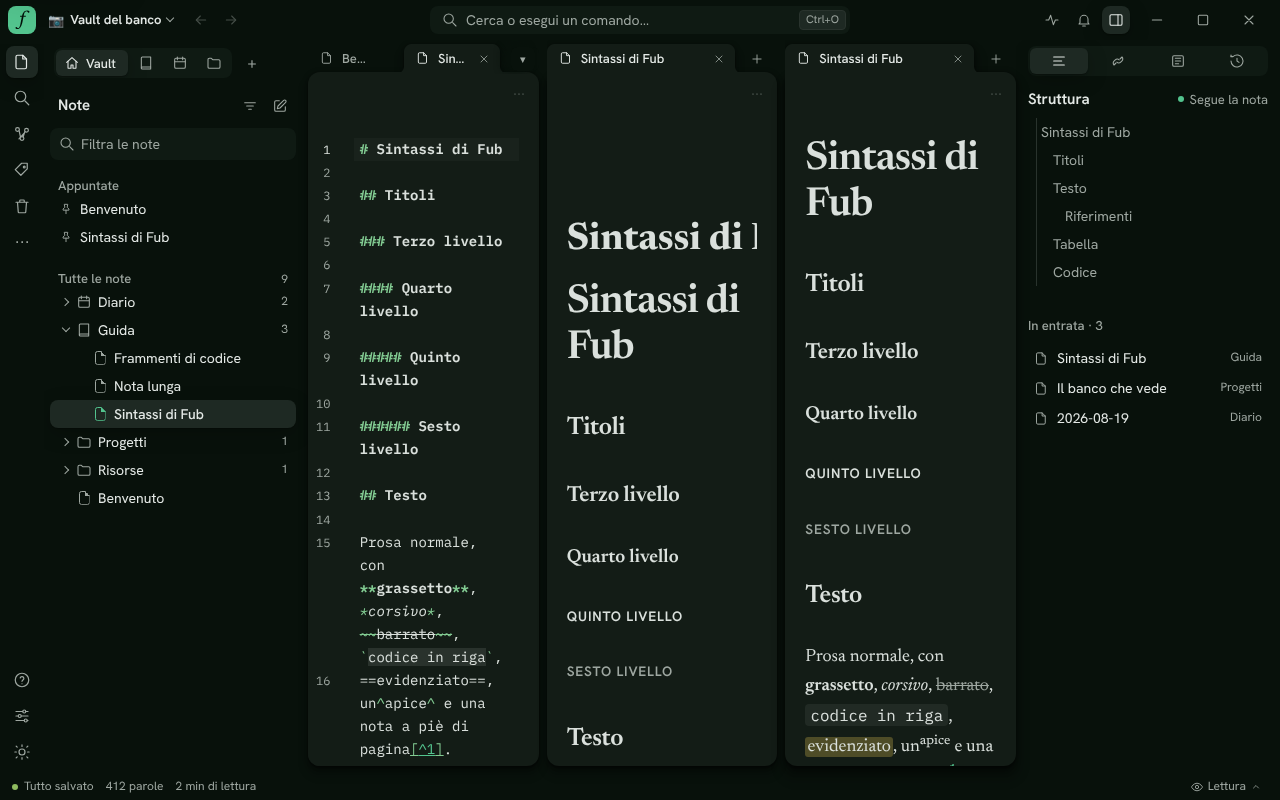 f Vault del banco
Cerca o esegui un comando... Ctrl+O
Vault
Note
Filtra le note
Appuntate
Benvenuto
Sintassi di Fub
Tutte le note 9
Diario 2
Guida 3
Frammenti di codice
Nota lunga
Sintassi di Fub
Progetti 1
Risorse 1
Benvenuto
Be...
Sin...
1 # Sintassi di Fub
2
3 ## Titoli
4
5 ### Terzo livello
6
7 #### Quarto
livello
8
9 ##### Quinto
livello
10
11 ###### Sesto
livello
12
13 ## Testo
14
15 Prosa normale,
con
**grassetto**,
*corsivo*,
~~barrato~~,
`codice in riga`,
16 ==evidenziato==,
un^apice^ e una
nota a piè di
pagina[^1].
Sintassi di Fub
Sintassi di
Sintassi di
Fub
Titoli
Terzo livello
Quarto livello
QUINTO LIVELLO
SESTO LIVELLO
Testo
Sintassi di Fub
Sintassi di
Fub
Titoli
Terzo livello
Quarto livello
QUINTO LIVELLO
SESTO LIVELLO
Testo
Prosa normale, con
grassetto, corsivo, barrato,
codice in riga,
evidenziato, unapice e una
Struttura Segue la nota
Sintassi di Fub
Titoli
Testo
Riferimenti
Tabella
Codice
In entrata · 3
Sintassi di Fub Guida
Il banco che vede Progetti
2026-08-19 Diario
Tutto salvato 412 parole 2 min di lettura
Lettura